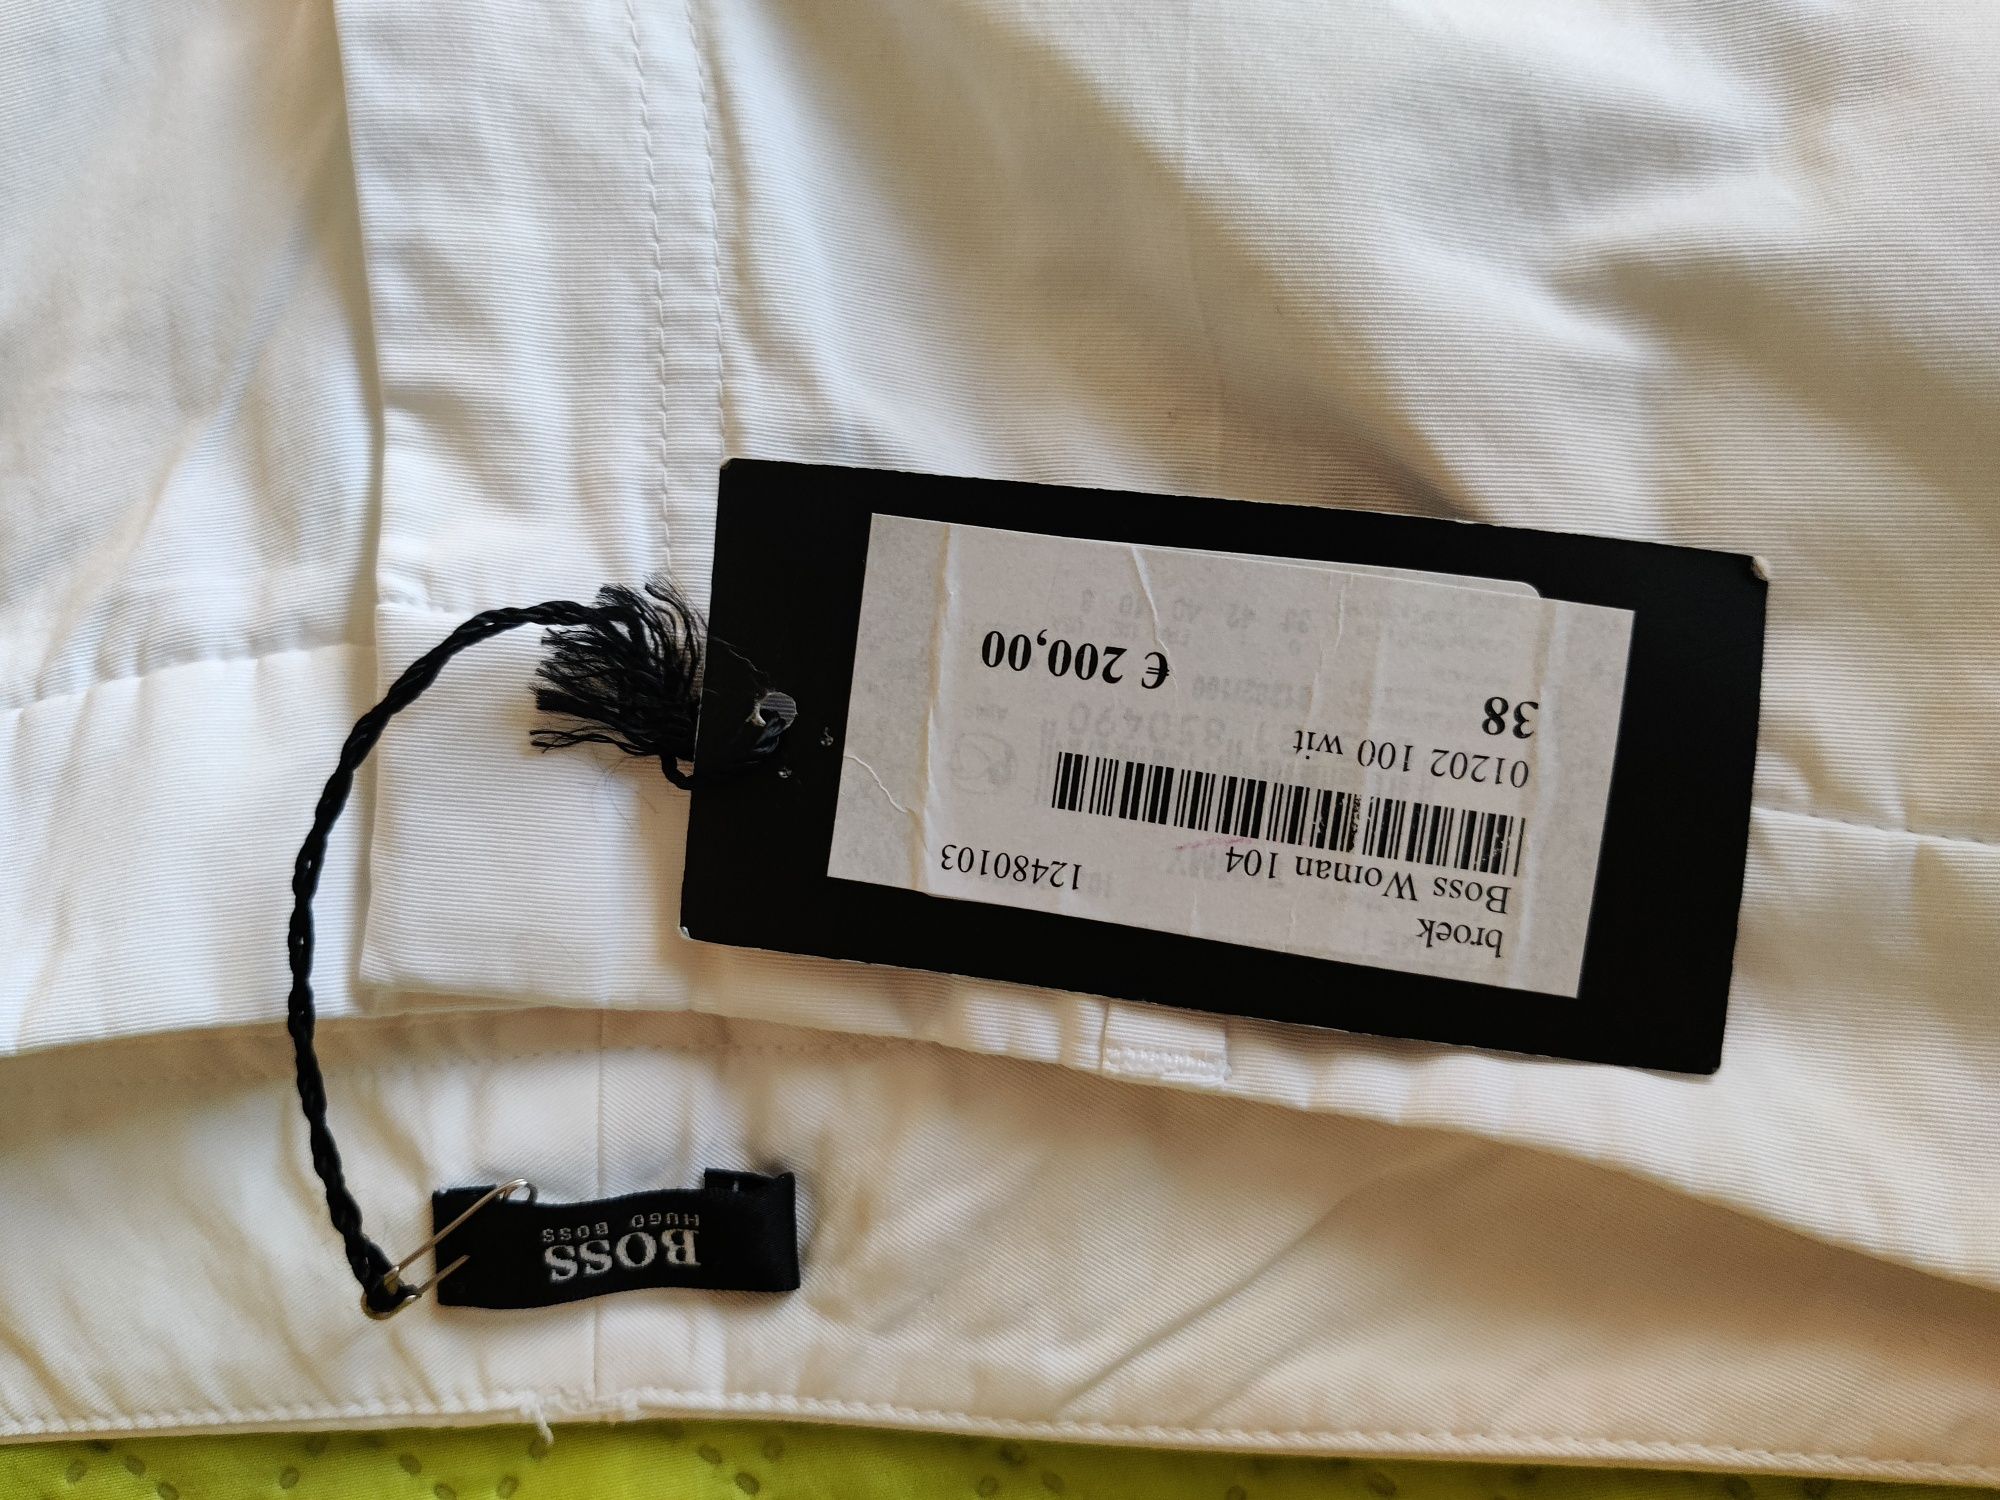 broek
Boss Woman 104 12480103
01202 100 wit
38
€ 200,00
BOSS
HUGO BOSS